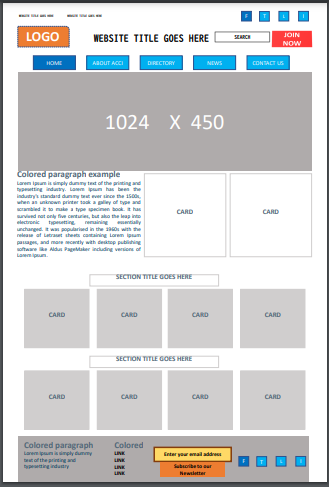 WEBSITE TITLE GOES HERE WEBSITE TITLE GOES HERE
F T L I
LOGO
WEBSITE TITLE GOES HERE
SEARCH
JOIN
NOW
HOME ABOUT ACCI DIRECTORY NEWS CONTACT US
1024 X 450
Colored paragraph example
Lorem Ipsum is simply dummy text of the printing and
typesetting industry. Lorem Ipsum has been the
industry's standard dummy text ever since the 1500s,
when an unknown printer took a galley of type and
scrambled it to make a type specimen book. It has
survived not only five centuries, but also the leap into
electronic typesetting, remaining essentially
unchanged. It was popularised in the 1960s with the
release of Letraset sheets containing Lorem Ipsum
passages, and more recently with desktop publishing
software like Aldus PageMaker including versions of
Lorem Ipsum.
CARD CARD
SECTION TITLE GOES HERE
CARD CARD CARD CARD
SECTION TITLE GOES HERE
CARD CARD CARD CARD
Colored paragraph
Lorem Ipsum is simply dummy
text of the printing and
typesetting industry
Colored
LINK
LINK
LINK
LINK
Enter your email address
Subscribe to our
Newsletter
F T L I